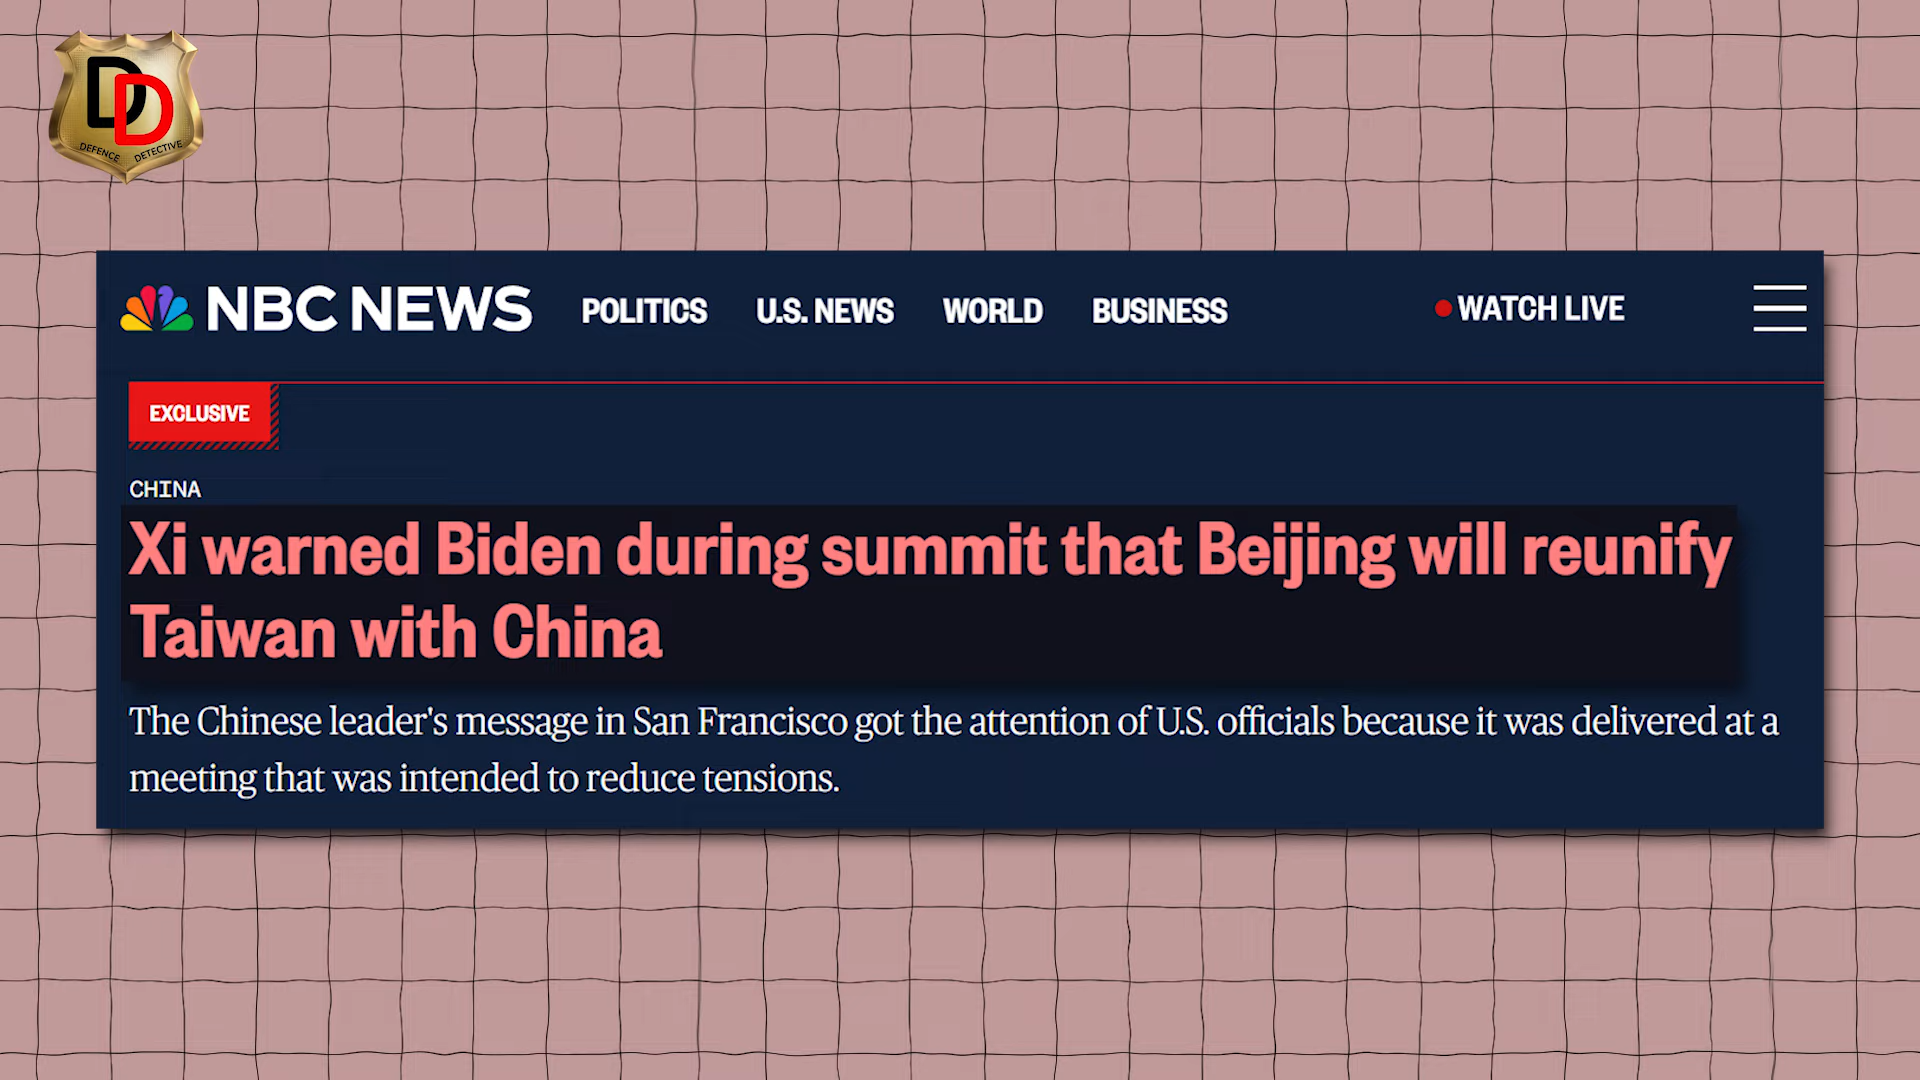 DD
DEFENCE DETECTIVE
NBC NEWS POLITICS U.S. NEWS WORLD BUSINESS WATCH LIVE
EXCLUSIVE
CHINA
Xi warned Biden during summit that Beijing will reunify
Taiwan with China
The Chinese leader's message in San Francisco got the attention of U.S. officials because it was delivered at a
meeting that was intended to reduce tensions.